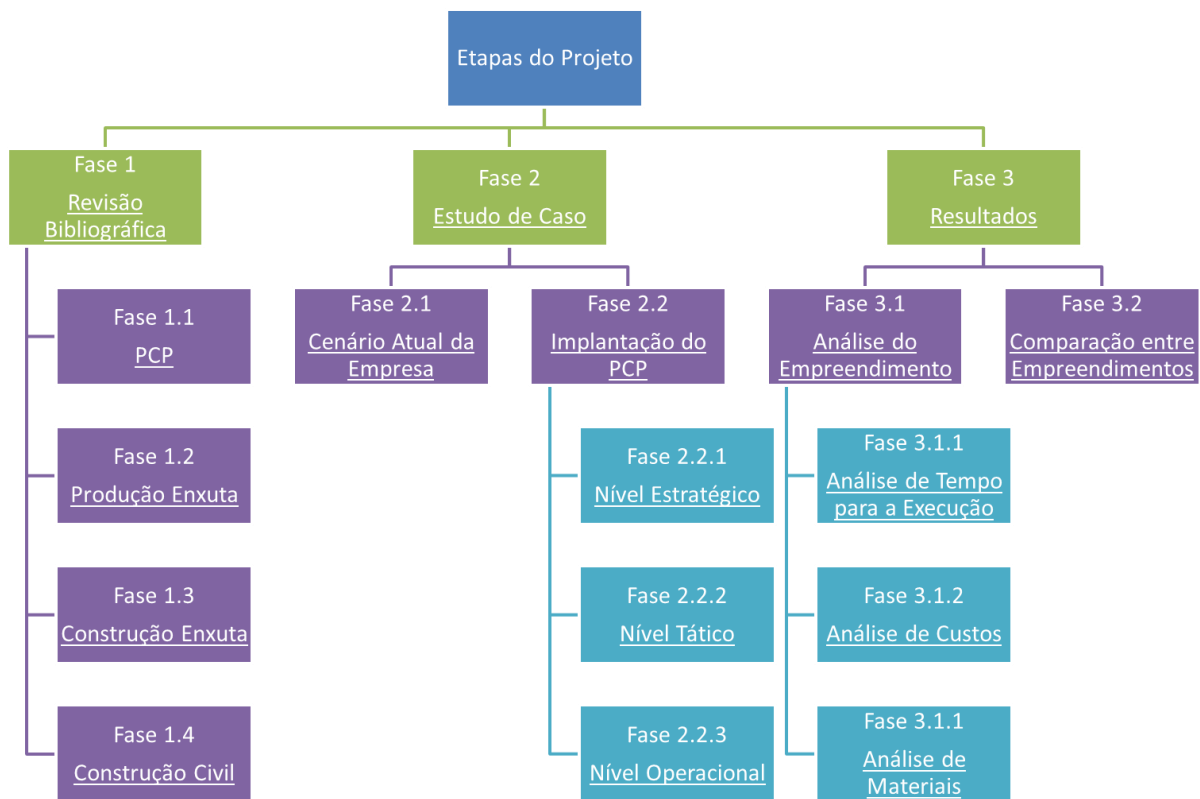 Etapas do Projeto
Fase 1
Revisão
Bibliográfica
Fase 2
Estudo de Caso
Fase 3
Resultados
Fase 1.1
PCP
Fase 1.2
Produção Enxuta
Fase 1.3
Construção Enxuta
Fase 1.4
Construção Civil
Fase 2.1
Cenário Atual da
Empresa
Fase 2.2
Implantação do
PCP
Fase 2.2.1
Nível Estratégico
Fase 2.2.2
Nível Tático
Fase 2.2.3
Nível Operacional
Fase 3.1
Análise do
Empreendimento
Fase 3.2
Comparação entre
Empreendimentos
Fase 3.1.1
Análise de Tempo
para a Execução
Fase 3.1.2
Análise de Custos
Fase 3.1.1
Análise de
Materiais